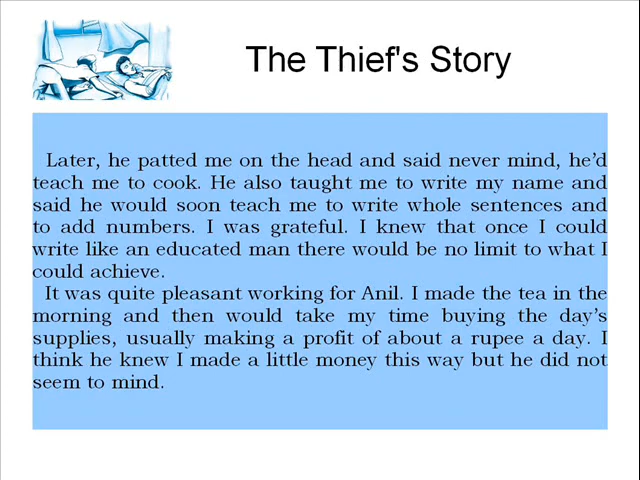 The Thief's Story
Later, he patted me on the head and said never mind, he'd
teach me to cook. He also taught me to write my name and
said he would soon teach me to write whole sentences and
to add numbers. I was grateful. I knew that once I could
write like an educated man there would be no limit to what I
could achieve.
It was quite pleasant working for Anil. I made the tea in the
morning and then would take my time buying the day's
supplies, usually making a profit of about a rupee a day. I
think he knew I made a little money this way but he did not
seem to mind.